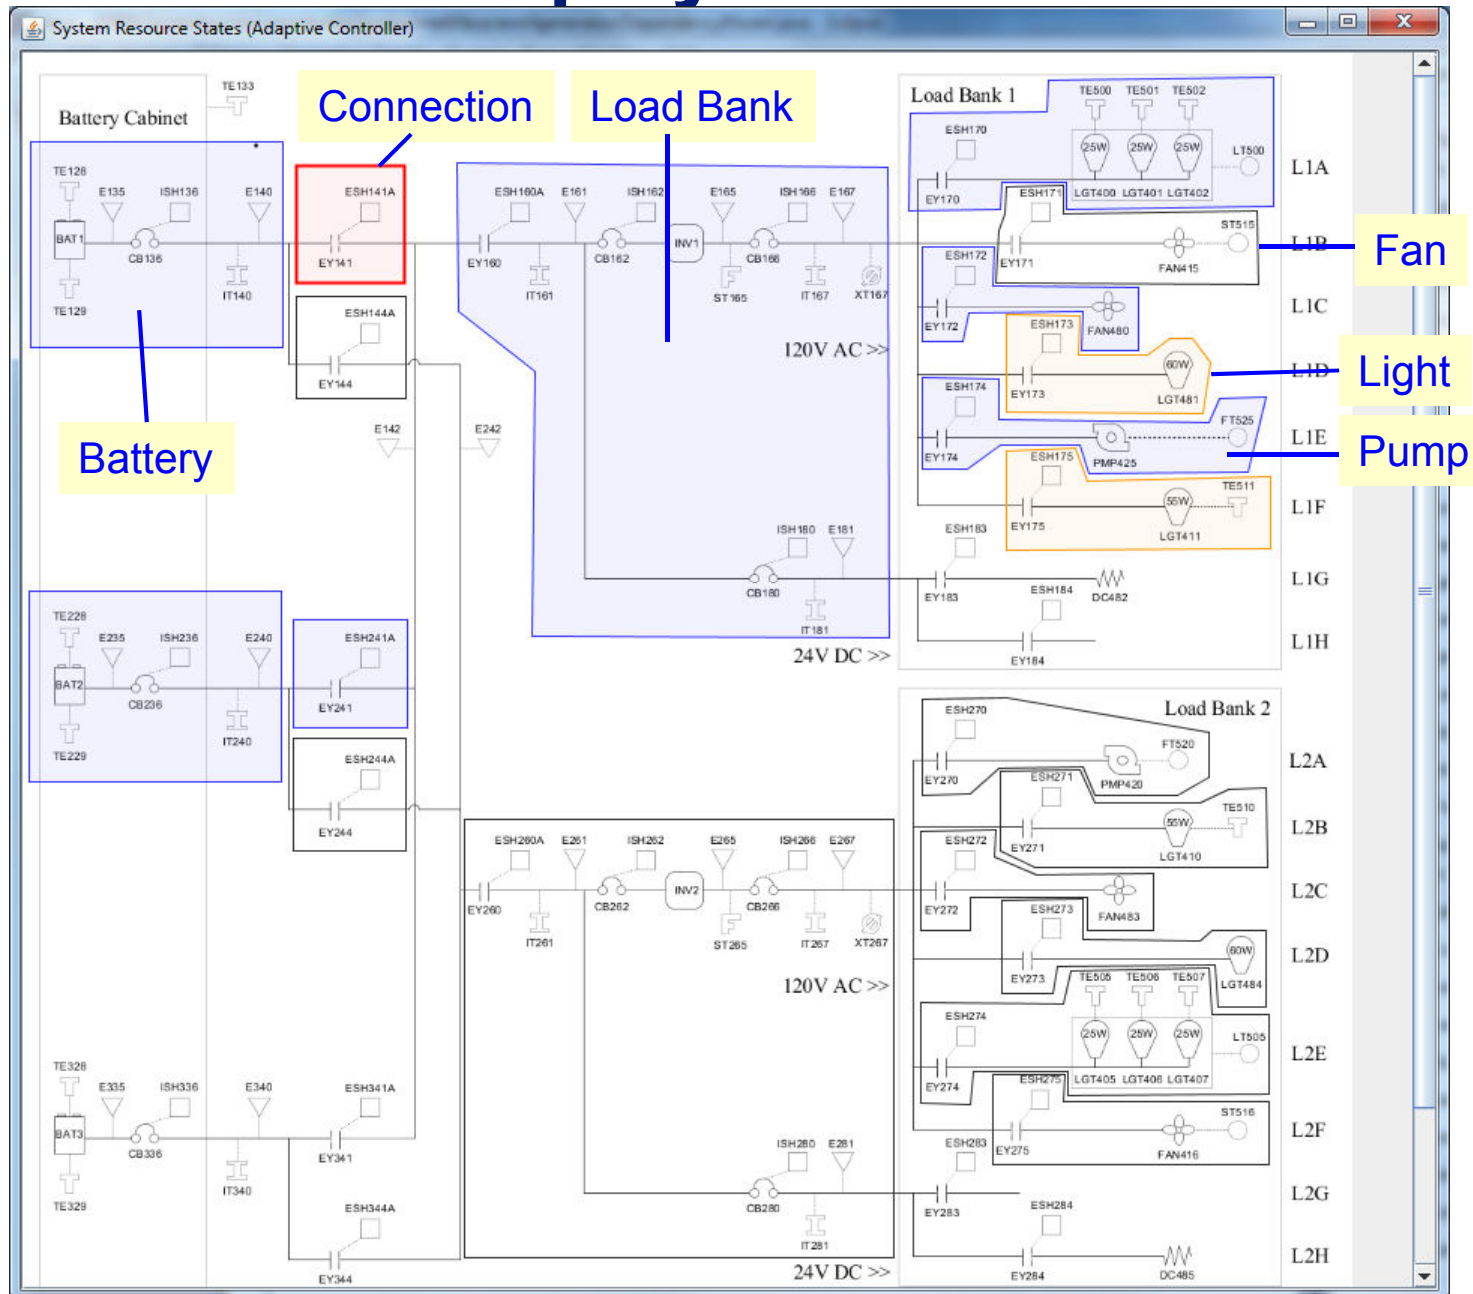 System Resource States (Adaptive Controller)
Battery Cabinet
TE133
Connection
Load Bank
Load Bank 1
TE500 TE501 TE502
ESH170
25W 25W 25W
LT500
L1A
LGT400 LGT401 LGT402
EY170
TE128
E135 ISH136 E140
BAT1
CB136
IT140
TE129
ESH141A
EY141
ESH144A
EY144
ESH160A E161 ISH162 E165 ISH166 E167
EY160
CB162
INV1
CB166
IT161
ST165
IT167
XT167
120V AC >>
ESH171
ST515
L1B
Fan
EY171
FAN415
ESH172
L1C
EY172
FAN480
ESH173
60W
L1D
Light
EY173
LGT481
ESH174
FT525
L1E
Pump
EY174
PMP425
ESH175
TE511
55W
L1F
EY175
LGT411
Battery
E142 E242
ISH180 E181
CB180
IT181
24V DC >>
ESH183
L1G
EY183
DC482
ESH184
L1H
EY184
TE228
E235 ISH236 E240
BAT2
CB236
IT240
TE229
ESH241A
EY241
ESH244A
EY244
Load Bank 2
ESH270
FT520
L2A
EY270
PMP420
ESH271
TE510
55W
L2B
EY271
LGT410
ESH260A E261 ISH262 E265 ISH266 E267
EY260
CB262
INV2
CB266
IT261
ST265
IT267
XT267
120V AC >>
ESH272
L2C
EY272
FAN483
ESH273
60W
L2D
EY273
LGT484
TE505 TE506 TE507
ESH274
25W 25W 25W
LT505
L2E
EY274
LGT405 LGT406 LGT407
ESH275
ST516
L2F
EY275
FAN416
TE328
E335 ISH336 E340
BAT3
CB336
IT340
TE329
ESH341A
EY341
ESH344A
EY344
ISH280 E281
CB280
IT281
24V DC >>
ESH283
L2G
EY283
ESH284
L2H
EY284
DC485